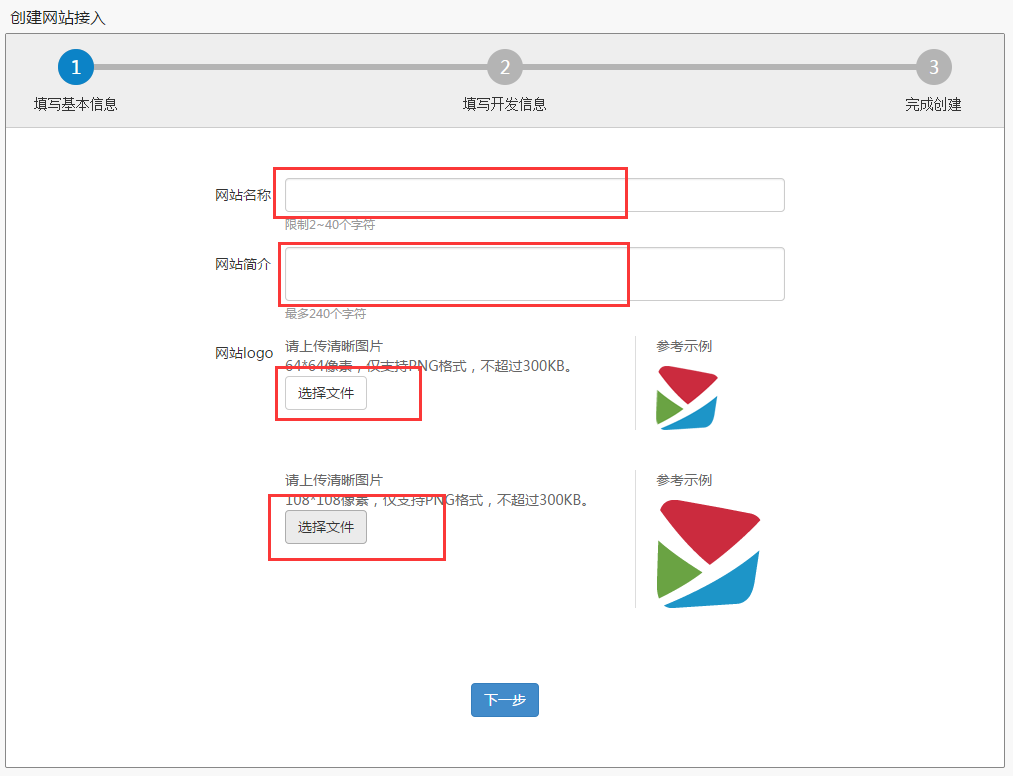 创建网站接入
1
2
3
填写基本信息
填写开发信息
完成创建
网站名称
限制2~40个字符
网站简介
最多240个字符
网站logo
请上传清晰图片
64*64像素，仅支持PNG格式，不超过300KB。
选择文件
参考示例
请上传清晰图片
108*108像素，仅支持PNG格式，不超过300KB。
选择文件
参考示例
下一步